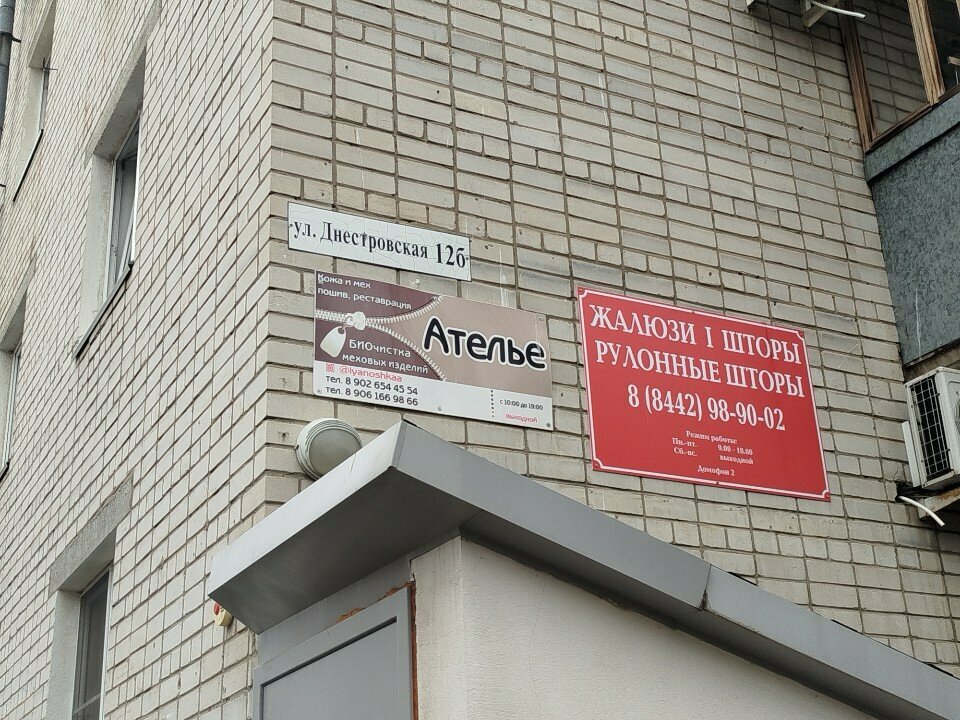 ул. Днестровская 12б
Кожа и мех
пошив, реставрация
Ателье
БИОчистка
меховых изделий
@lyanoshkaa
тел. 8 902 654 45 54
тел. 8 906 166 98 66
с 10:00 до 19:00
выходной
ЖАЛЮЗИ I ШТОРЫ
РУЛОННЫЕ ШТОРЫ
8 (8442) 98-90-02
Режим работы:
Пн.-пт. 9.00 - 18.00
Сб.-вс. выходной
Домофон 2